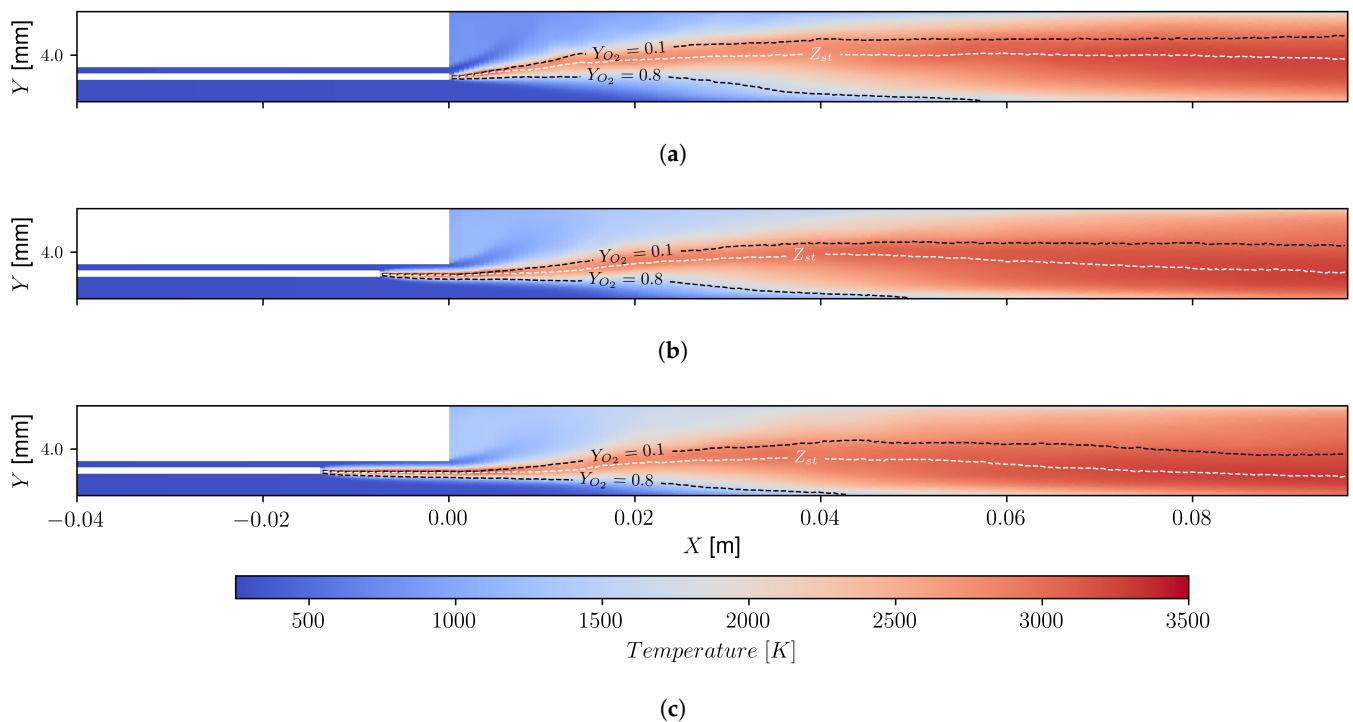 Y [mm]
4.0
Y_{O_2} = 0.1
Z_{st}
Y_{O_2} = 0.8
(a)
Y [mm]
4.0
Y_{O_2} = 0.1
Z_{st}
Y_{O_2} = 0.8
(b)
Y [mm]
4.0
Y_{O_2} = 0.1
Z_{st}
Y_{O_2} = 0.8
−0.04 −0.02 0.00 0.02 0.04 0.06 0.08
X [m]
500 1000 1500 2000 2500 3000 3500
Temperature [K]
(c)